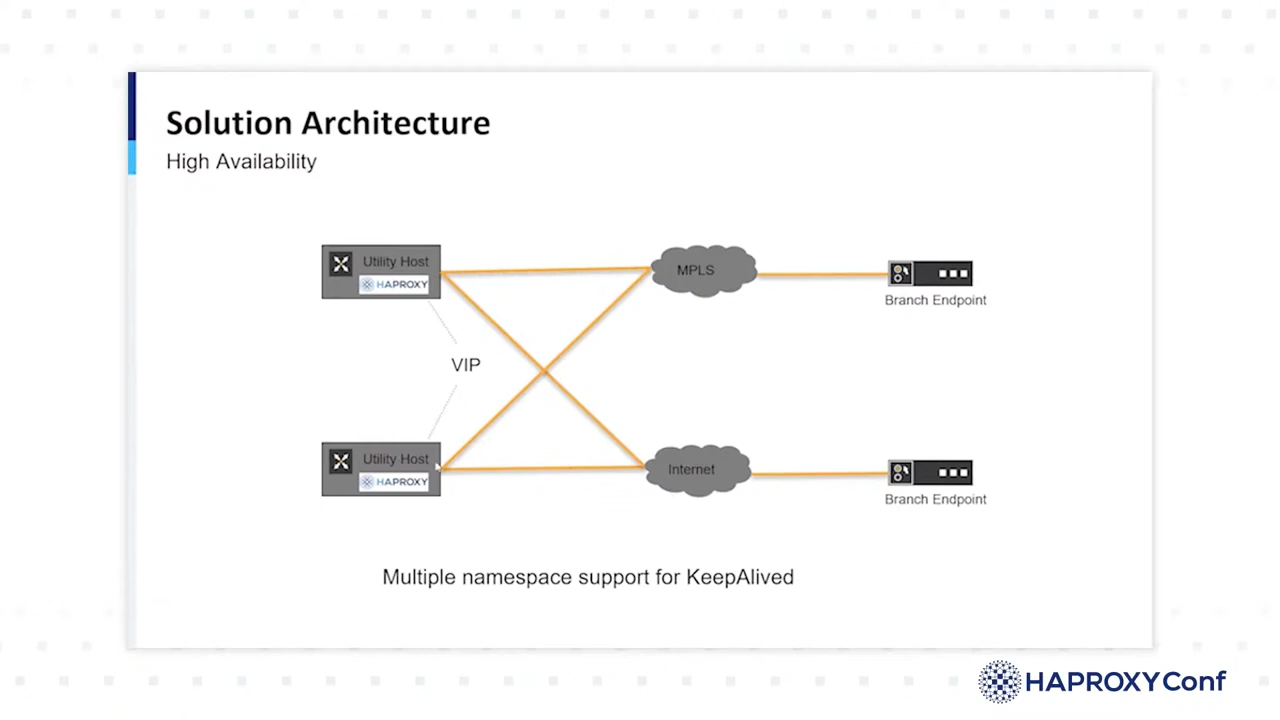 Solution Architecture
High Availability
Utility Host
HAPROXY
MPLS
Branch Endpoint
VIP
Utility Host
HAPROXY
Internet
Branch Endpoint
Multiple namespace support for KeepAlived
HAPROXYConf